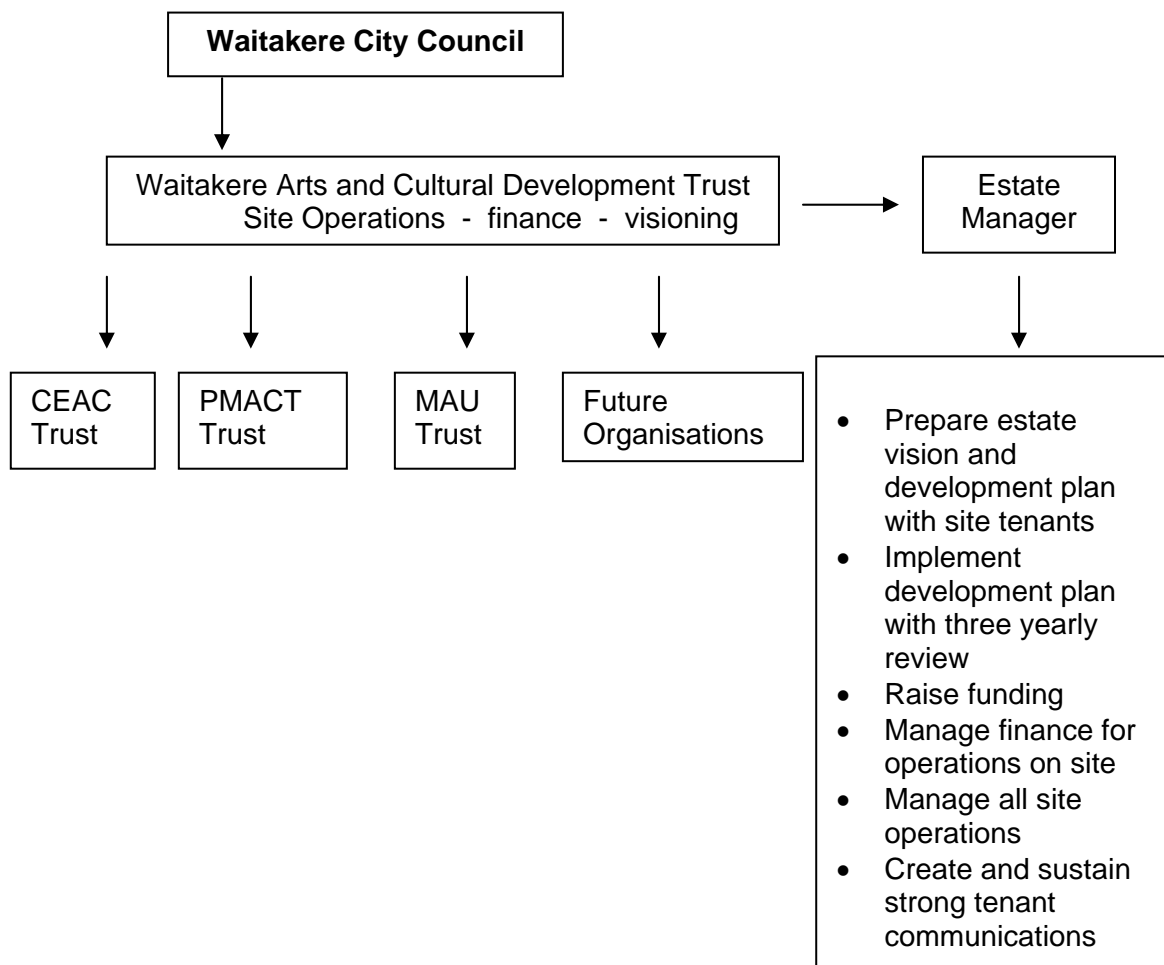 Waitakere City Council
Waitakere Arts and Cultural Development Trust
Site Operations - finance - visioning
Estate
Manager
CEAC
Trust
PMACT
Trust
MAU
Trust
Future
Organisations
• Prepare estate
vision and
development plan
with site tenants
• Implement
development plan
with three yearly
review
• Raise funding
• Manage finance for
operations on site
• Manage all site
operations
• Create and sustain
strong tenant
communications